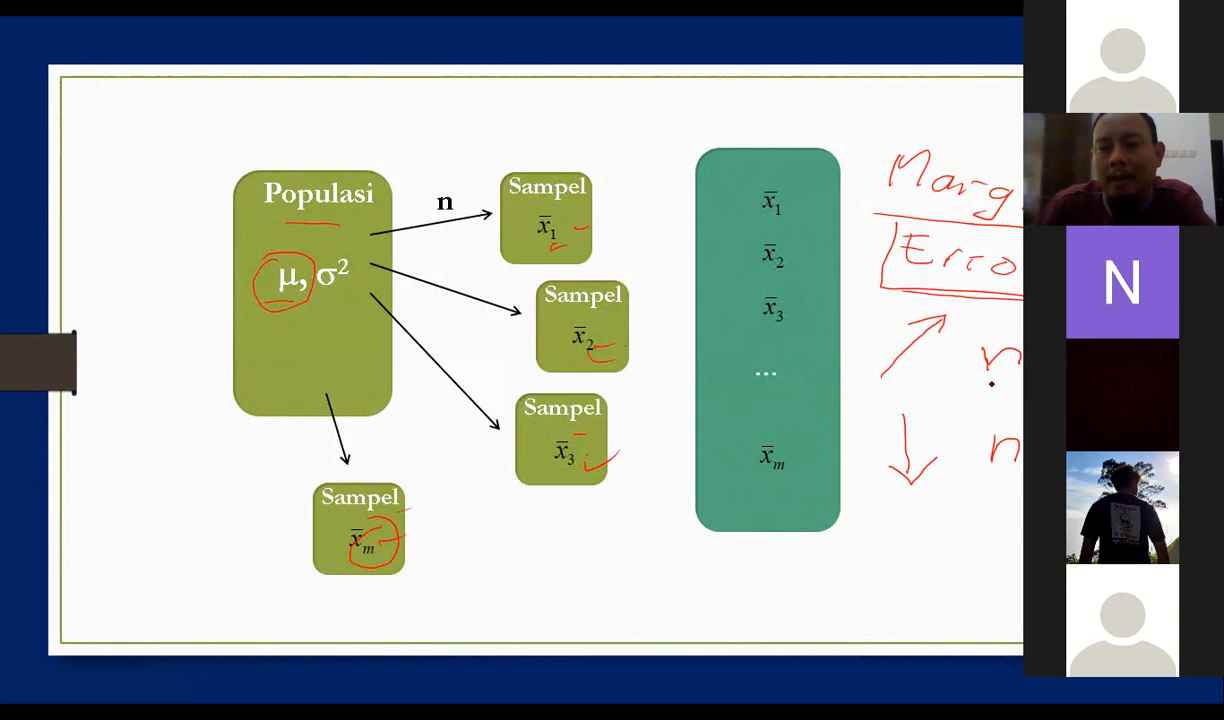 Populasi
μ, σ²
n
Sampel
x̄₁
Sampel
x̄₂
Sampel
x̄₃
Sampel
x̄ₘ
x̄₁
x̄₂
x̄₃
...
x̄ₘ
Marg
Erro
n
n
N